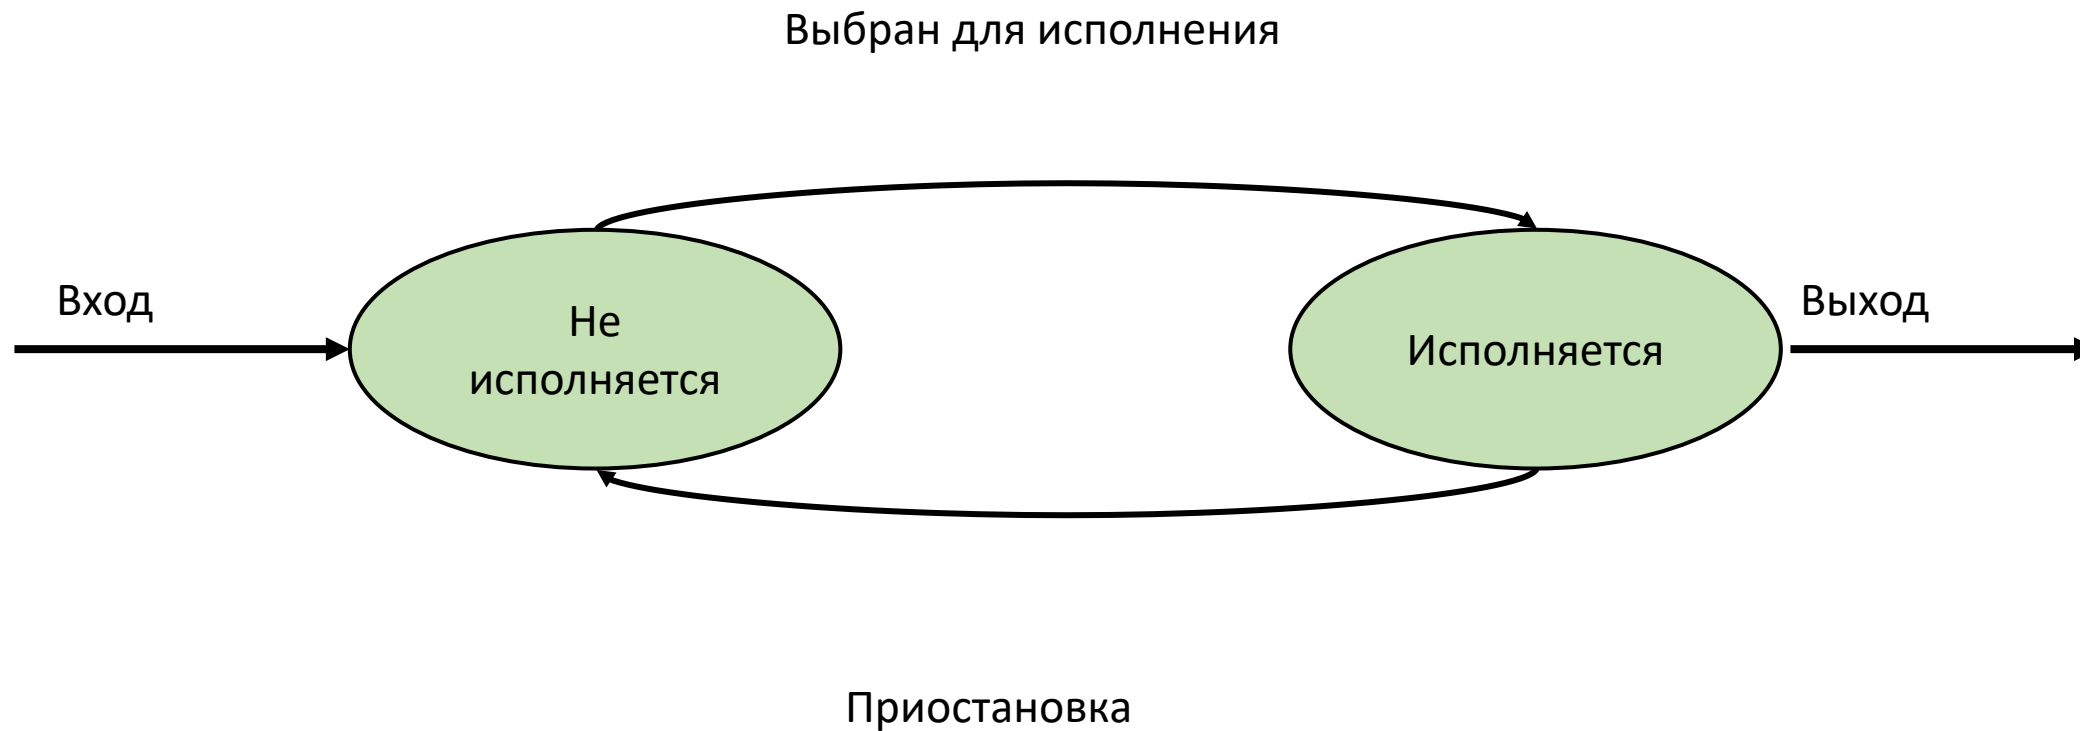 Выбран для исполнения
Вход
Не
исполняется
Исполняется
Выход
Приостановка